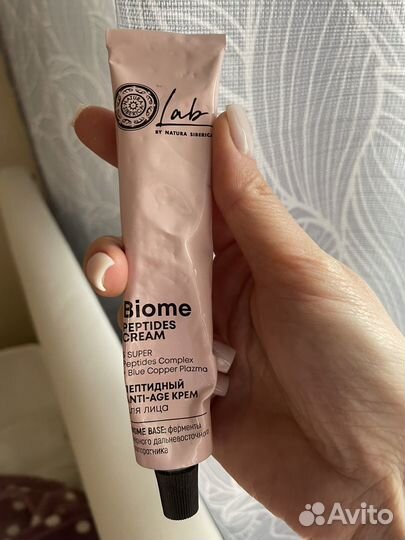 Lab
BY NATURA SIBERICA
Biome
PEPTIDES
CREAM
SUPER
Peptides Complex
Blue Copper Plazma
ПЕПТИДНЫЙ
ANTI-AGE КРЕМ
для лица
BASE: ферменты
дальневосточного
Avito